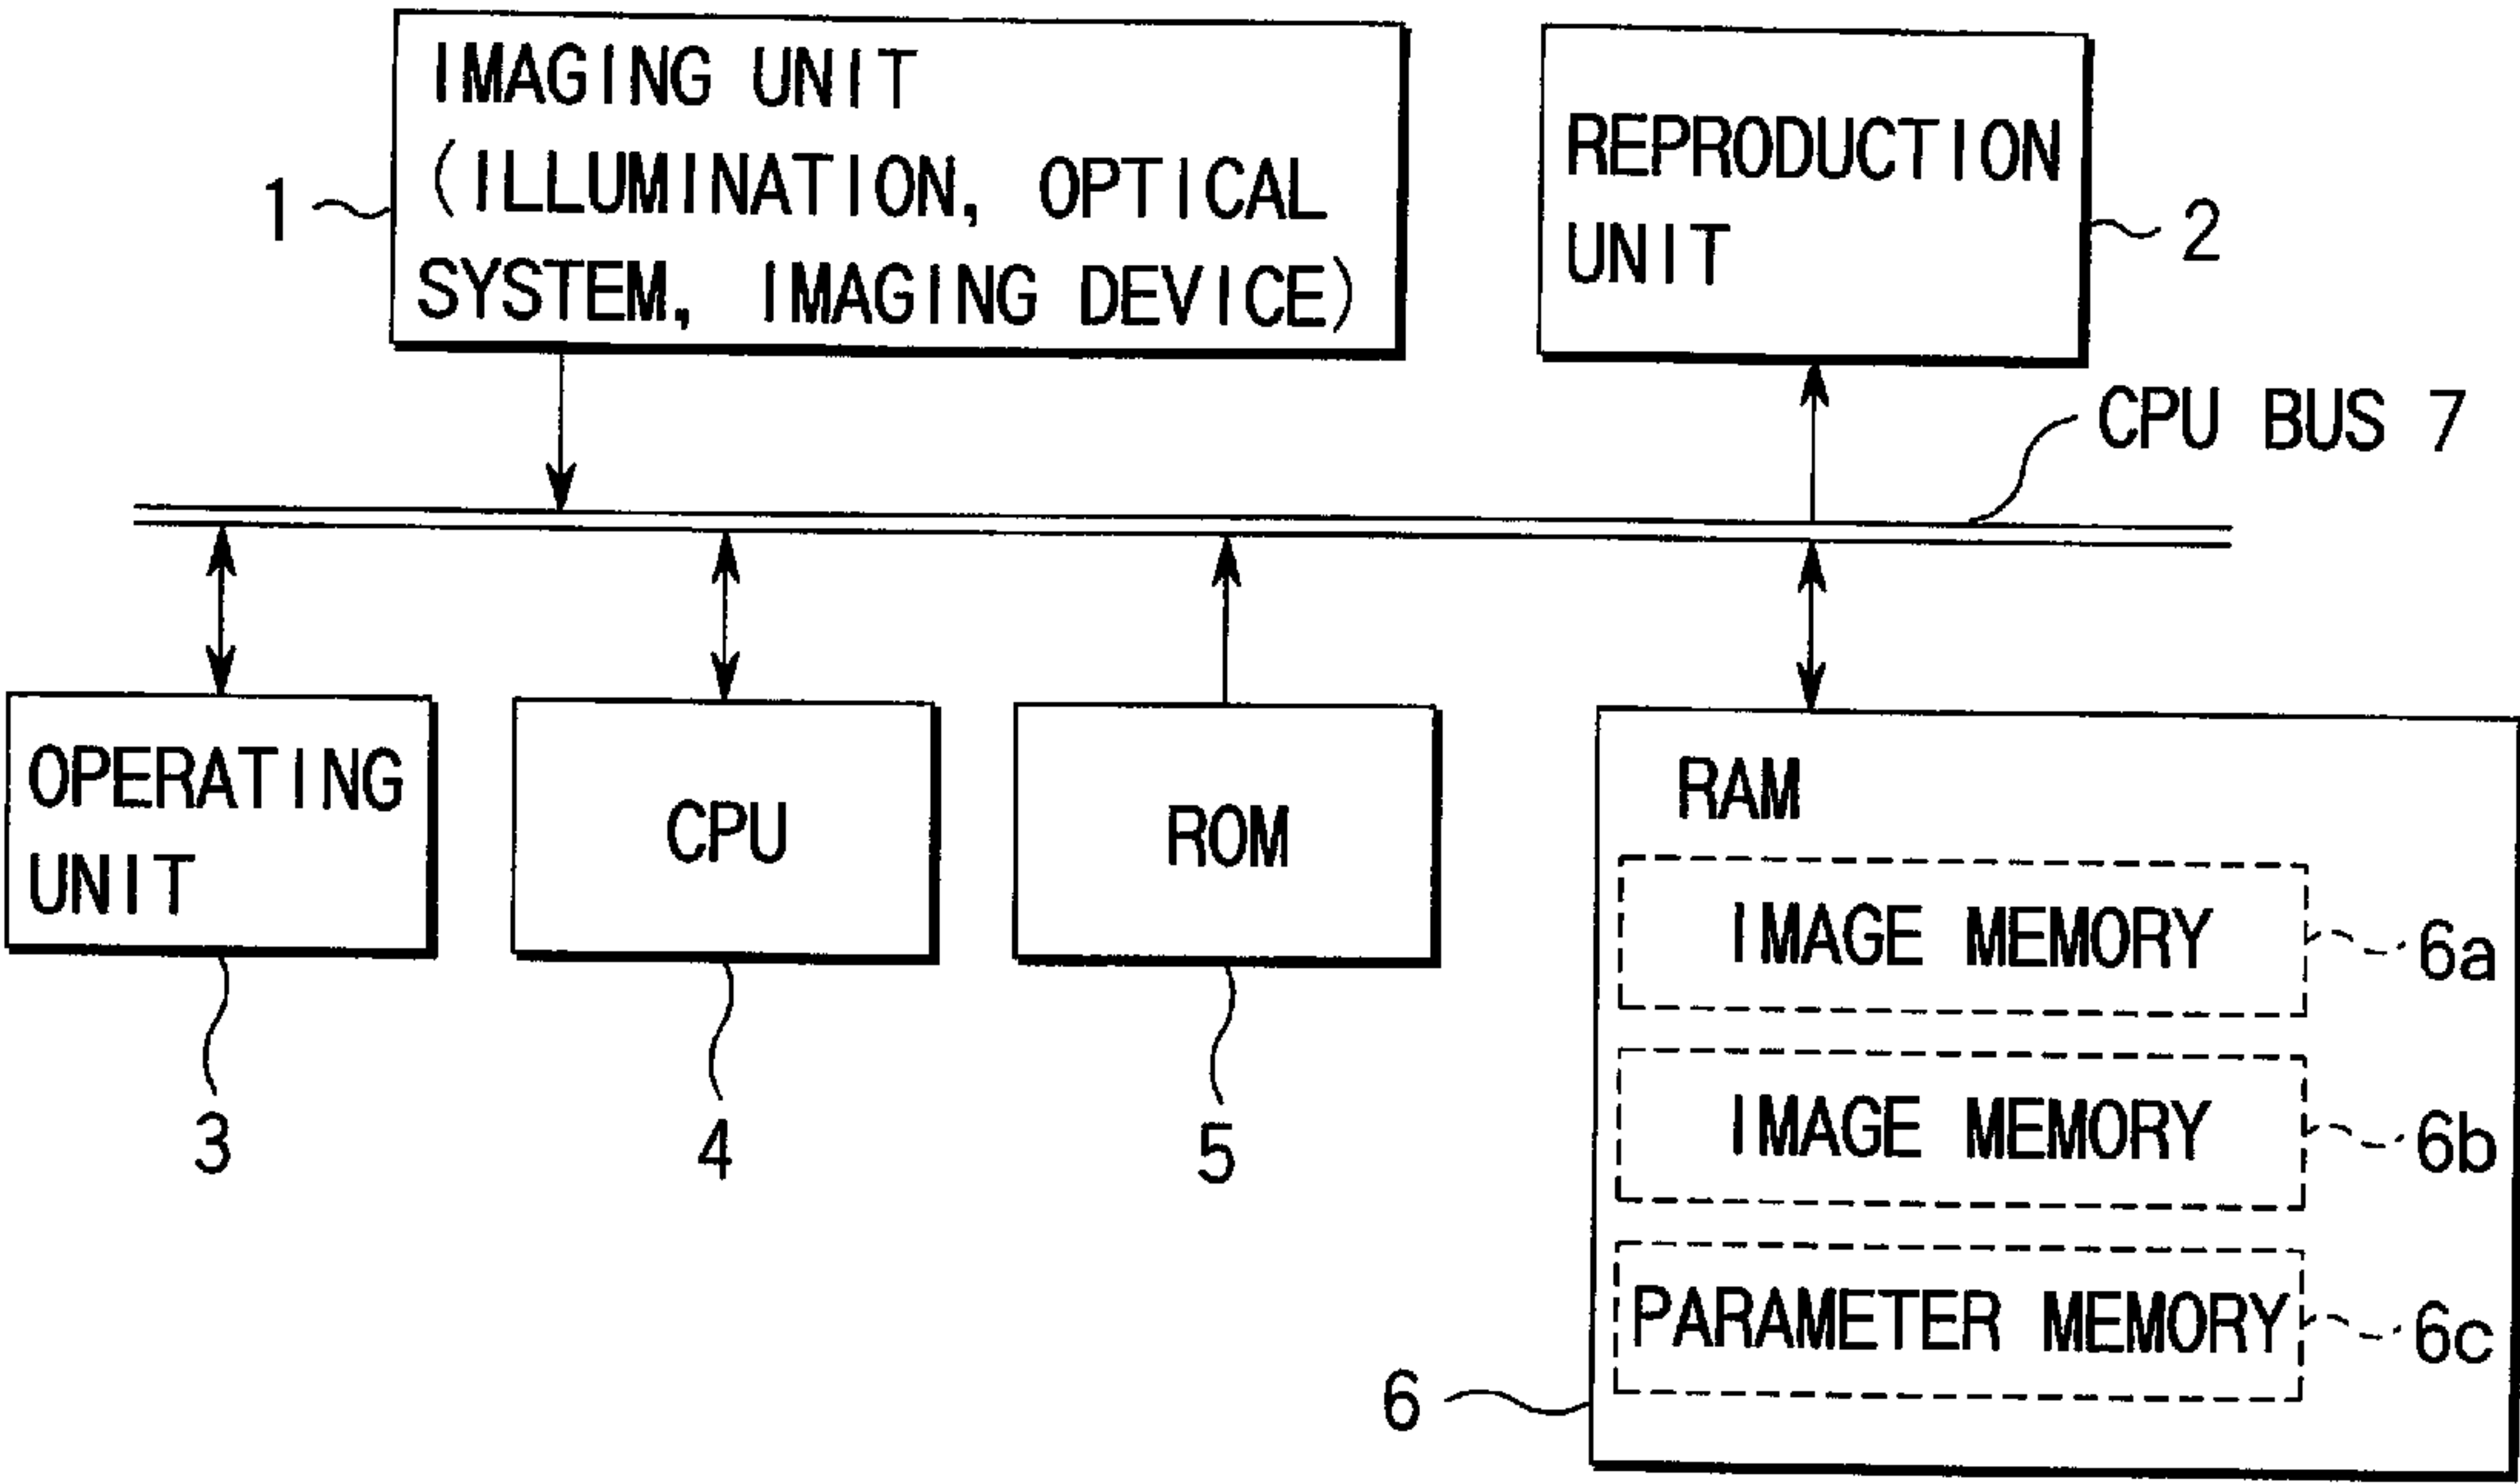 IMAGING UNIT
(ILLUMINATION, OPTICAL
SYSTEM, IMAGING DEVICE)
1
REPRODUCTION
UNIT
2
CPU BUS 7
OPERATING
UNIT
3
CPU
4
ROM
5
RAM
IMAGE MEMORY
6a
IMAGE MEMORY
6b
PARAMETER MEMORY
6c
6